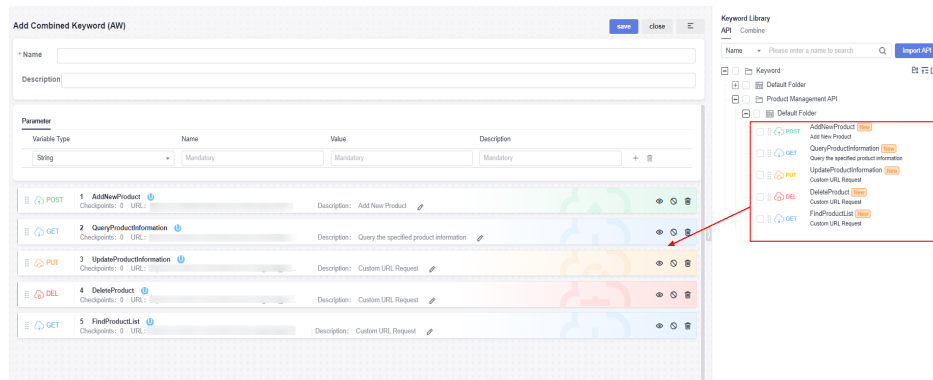 Add Combined Keyword (AW)
save
close
* Name
Description
Parameter
Variable Type
Name
Value
Description
String
Mandatory
Mandatory
Mandatory
POST
1 AddNewProduct
Checkpoints: 0 URL:
Description: Add New Product
GET
2 QueryProductInformation
Checkpoints: 0 URL:
Description: Query the specified product information
PUT
3 UpdateProductInformation
Checkpoints: 0 URL:
Description: Custom URL Request
DEL
4 DeleteProduct
Checkpoints: 0 URL:
Description: Custom URL Request
GET
5 FindProductList
Checkpoints: 0 URL:
Description: Custom URL Request
Keyword Library
API Combine
Name
Please enter a name to search
Import API
Keyword
Default Folder
Product Management API
Default Folder
POST
AddNewProduct New
Add New Product
GET
QueryProductInformation New
Query the specified product information
PUT
UpdateProductInformation New
Custom URL Request
DEL
DeleteProduct New
Custom URL Request
GET
FindProductList New
Custom URL Request